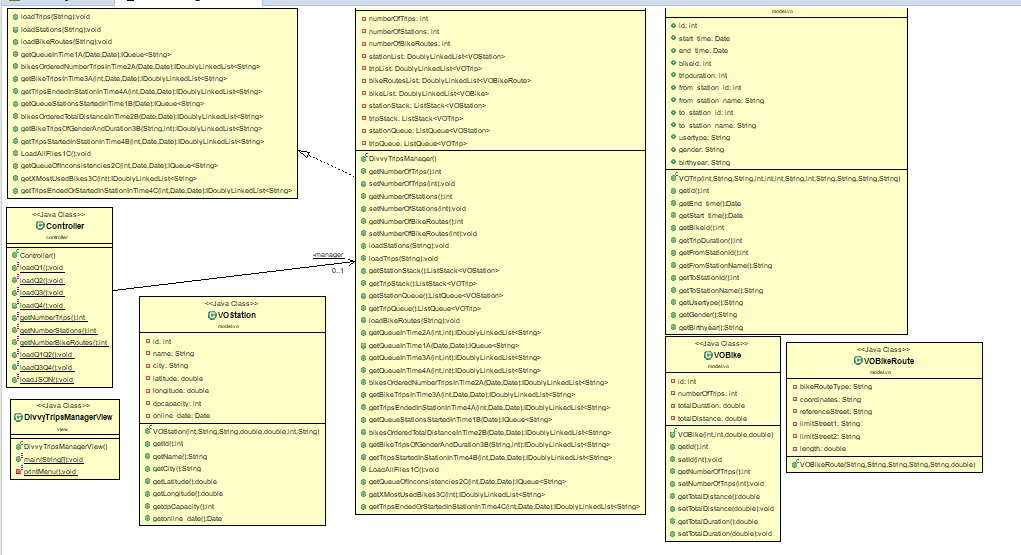 loadTrips(String):void
loadStations(String):void
loadBikeRoutes(String):void
getQueueInTime1A(Date,Date):IQueue<String>
bikesOrderedNumberTripsInTime2A(Date,Date):IDoublyLinkedList<String>
getBikeTripsInTime3A(int,Date,Date):IDoublyLinkedList<String>
getTripsEndedInStationInTime4A(int,Date,Date):IDoublyLinkedList<String>
getQueueStationsStartedInTime1B(Date):IQueue<String>
bikesOrderedTotalDistanceInTime2B(Date,Date):IDoublyLinkedList<String>
getBikeTripsOfGenderAndDuration3B(String,int):IDoublyLinkedList<String>
getTripsStartedInStationInTime4B(int,Date,Date):IDoublyLinkedList<String>
LoadAllFiles1C():void
getQueueOfInconsistencies2C(int,Date,Date):IQueue<String>
getXMostUsedBikes3C(int):IDoublyLinkedList<String>
getTripsEndedOrStartedInStationInTime4C(int,Date,Date):IDoublyLinkedList<String>
<<Java Class>>
Controller
controller
Controller()
loadQ1():void
loadQ2():void
loadQ3():void
loadQ4():void
getNumberTrips():int
getNumberStations():int
getNumberBikeRoutes():int
loadQ1Q2():void
loadQ3Q4():void
loadJSON():void
<<Java Class>>
DivvyTripsManagerView
view
DivvyTripsManagerView()
main(String[]):void
printMenu():void
<<Java Class>>
VOStation
model.vo
id: int
name: String
city: String
latitude: double
longitude: double
dpcapacity: int
online_date: Date
VOStation(int,String,String,double,double,int,String)
getId():int
getName():String
getCity():String
getLatitude():double
getLongitude():double
getdpCapacity():int
getonline_date():Date
-manager
0..1
numberOfTrips: int
numberOfStations: int
numberOfBikeRoutes: int
stationList: DoublyLinkedList<VOStation>
tripList: DoublyLinkedList<VOTrip>
bikeRoutesList: DoublyLinkedList<VOBikeRoute>
bikeList: DoublyLinkedList<VOBike>
stationStack: ListStack<VOStation>
tripStack: ListStack<VOTrip>
stationQueue: ListQueue<VOStation>
tripQueue: ListQueue<VOTrip>
DivvyTripsManager()
getNumberOfTrips():int
setNumberOfTrips(int):void
getNumberOfStations():int
setNumberOfStations(int):void
getNumberOfBikeRoutes():int
setNumberOfBikeRoutes(int):void
loadStations(String):void
loadTrips(String):void
getStationStack():ListStack<VOStation>
getTripStack():ListStack<VOTrip>
getStationQueue():ListQueue<VOStation>
getTripQueue():ListQueue<VOTrip>
loadBikeRoutes(String):void
getQueueInTime2A(int,int):IDoublyLinkedList<String>
getQueueInTime1A(Date,Date):IQueue<String>
getQueueInTime3A(int,int):IDoublyLinkedList<String>
getQueueInTime4A(int,int):IDoublyLinkedList<String>
bikesOrderedNumberTripsInTime2A(Date,Date):IDoublyLinkedList<String>
getBikeTripsInTime3A(int,Date,Date):IDoublyLinkedList<String>
getTripsEndedInStationInTime4A(int,Date,Date):IDoublyLinkedList<String>
getQueueStationsStartedInTime1B(Date):IQueue<String>
bikesOrderedTotalDistanceInTime2B(Date,Date):IDoublyLinkedList<String>
getBikeTripsOfGenderAndDuration3B(String,int):IDoublyLinkedList<String>
getTripsStartedInStationInTime4B(int,Date,Date):IDoublyLinkedList<String>
LoadAllFiles1C():void
getQueueOfInconsistencies2C(int,Date,Date):IQueue<String>
getXMostUsedBikes3C(int):IDoublyLinkedList<String>
getTripsEndedOrStartedInStationInTime4C(int,Date,Date):IDoublyLinkedList<String>
model.vo
id: int
start_time: Date
end_time: Date
bikeid: int
tripduration: int
from_station_id: int
from_station_name: String
to_station_id: int
to_station_name: String
usertype: String
gender: String
birthyear: String
VOTrip(int,String,String,int,int,int,String,int,String,String,String,String)
getId():int
getEnd_time():Date
getStart_time():Date
getBikeid():int
getTripDuration():int
getFromStationId():int
getFromStationName():String
getToStationId():int
getToStationName():String
getUsertype():String
getGender():String
getBirthyear():String
<<Java Class>>
VOBike
model.vo
id: int
numberOfTrips: int
totalDuration: double
totalDistance: double
VOBike(int,int,double,double)
getId():int
setId(int):void
getNumberOfTrips():int
setNumberOfTrips(int):void
getTotalDistance():double
setTotalDistance(double):void
getTotalDuration():double
setTotalDuration(double):void
<<Java Class>>
VOBikeRoute
model.vo
bikeRouteType: String
coordinates: String
referenceStreet: String
limitStreet1: String
limitStreet2: String
length: double
VOBikeRoute(String,String,String,String,String,double)